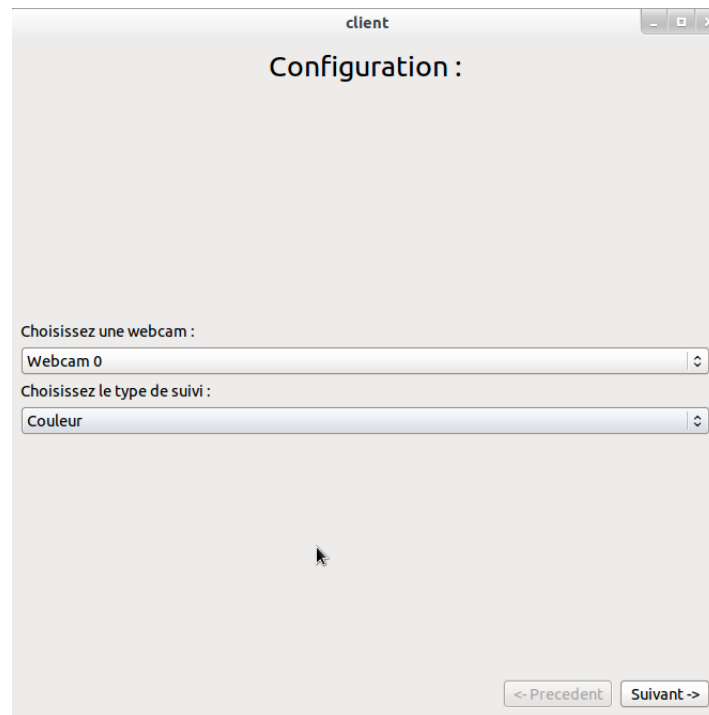 client
Configuration :
Choisissez une webcam :
Webcam 0
Choisissez le type de suivi :
Couleur
<- Precedent
Suivant ->